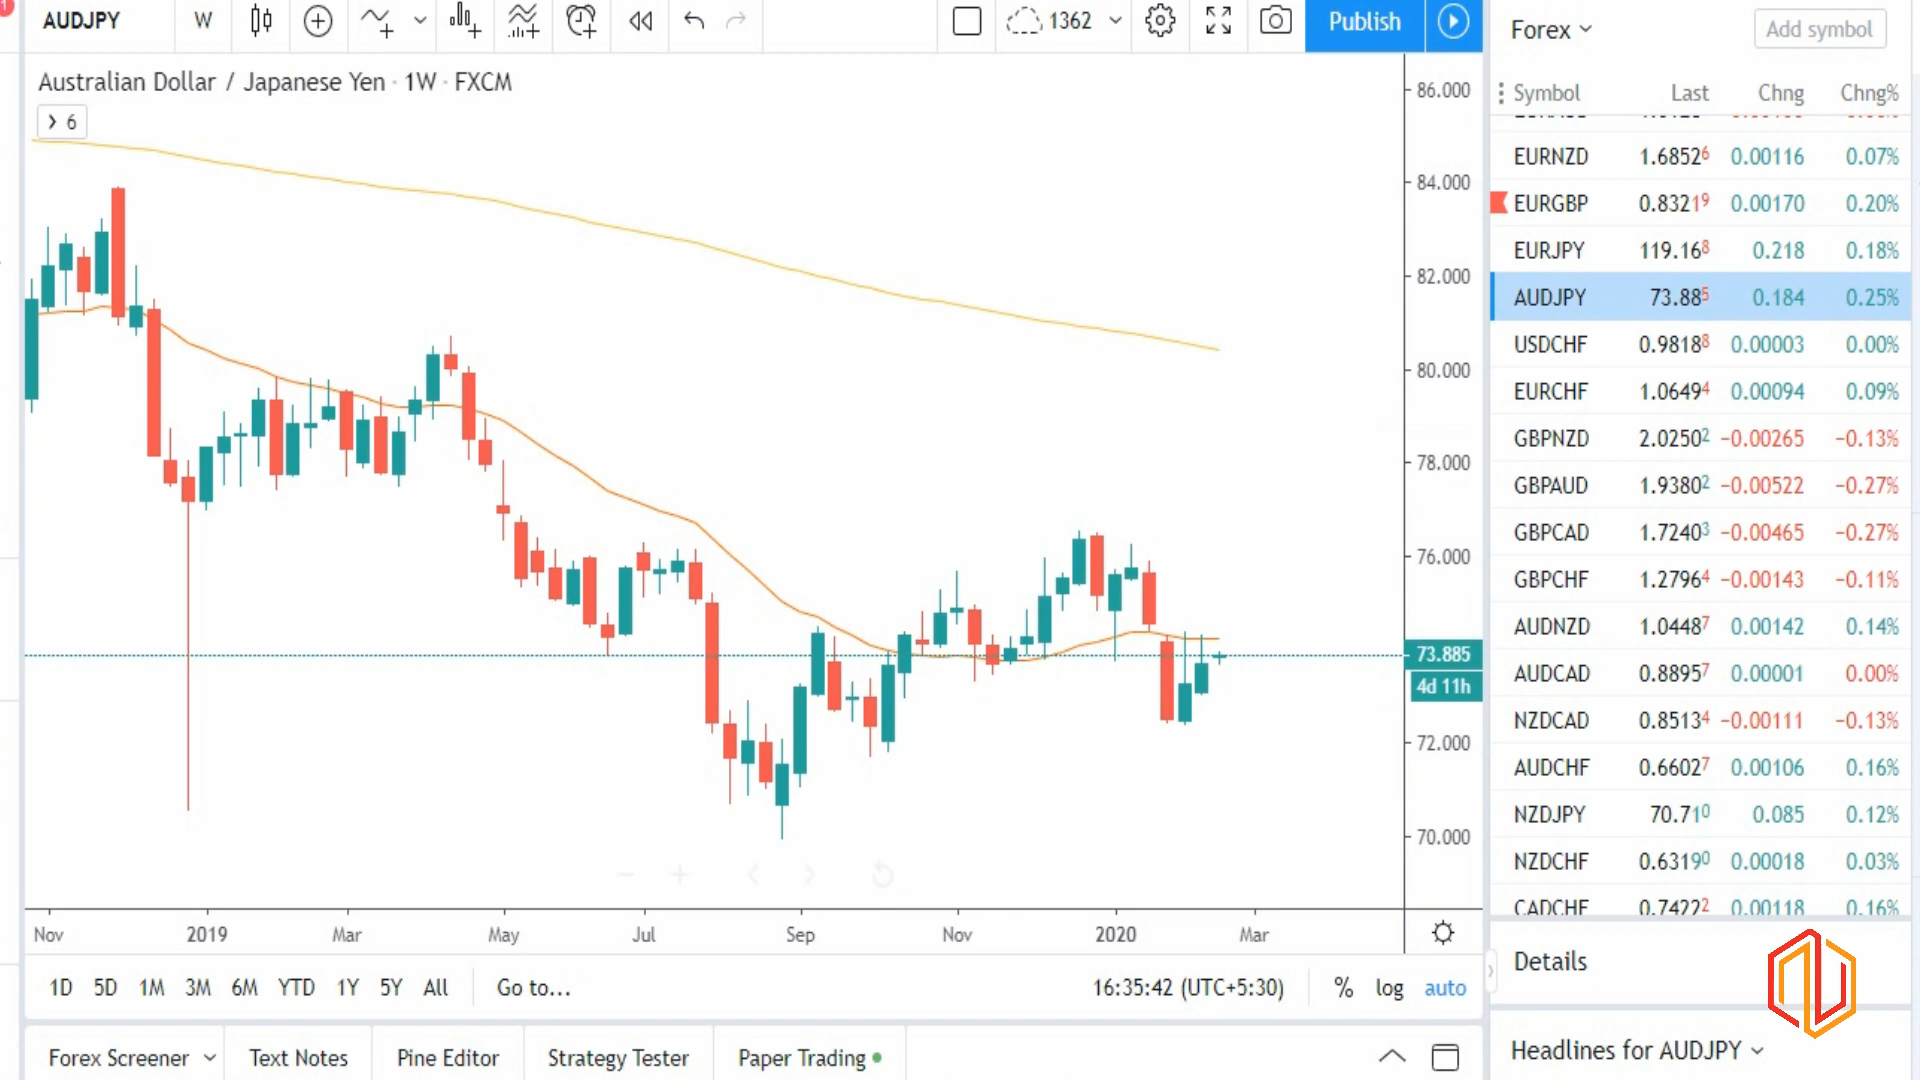 1
AUDJPY W 1362 Publish
Forex Add symbol
Australian Dollar / Japanese Yen · 1W · FXCM
6
Symbol Last Chng Chng%
EURNZD 1.68526 0.00116 0.07%
EURGBP 0.83219 0.00170 0.20%
EURJPY 119.168 0.218 0.18%
AUDJPY 73.885 0.184 0.25%
USDCHF 0.98188 0.00003 0.00%
EURCHF 1.06494 0.00094 0.09%
GBPNZD 2.02502 −0.00265 −0.13%
GBPAUD 1.93802 −0.00522 −0.27%
GBPCAD 1.72403 −0.00465 −0.27%
GBPCHF 1.27964 −0.00143 −0.11%
AUDNZD 1.04487 0.00142 0.14%
AUDCAD 0.88957 0.00001 0.00%
NZDCAD 0.85134 −0.00111 −0.13%
AUDCHF 0.66027 0.00106 0.16%
NZDJPY 70.710 0.085 0.12%
NZDCHF 0.63190 0.00018 0.03%
CADCHF 0.74222 0.00118 0.16%
86.000
84.000
82.000
80.000
78.000
76.000
73.885
4d 11h
72.000
70.000
Nov 2019 Mar May Jul Sep Nov 2020 Mar
1D 5D 1M 3M 6M YTD 1Y 5Y All Go to... 16:35:42 (UTC+5:30) % log auto
Forex Screener Text Notes Pine Editor Strategy Tester Paper Trading
Details
Headlines for AUDJPY